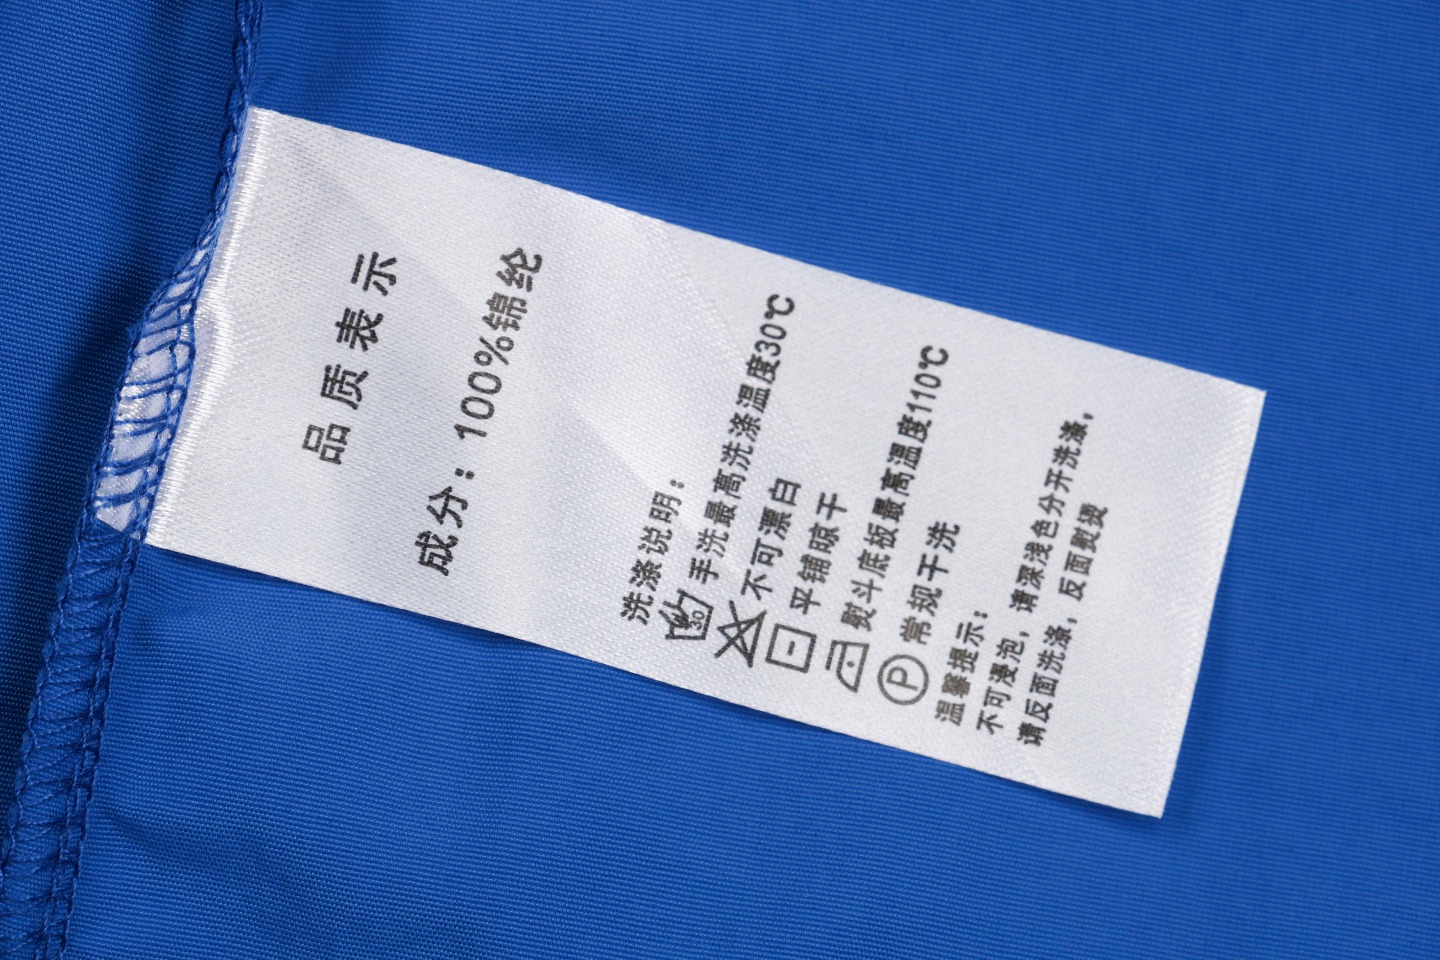 品质表示
成分：100%锦纶
洗涤说明：
30 手洗最高洗涤温度30℃
不可漂白
平铺晾干
熨斗底板最高温度110℃
P 常规干洗
温馨提示：
不可浸泡，请深浅色分开洗涤，
请反面洗涤，反面熨烫